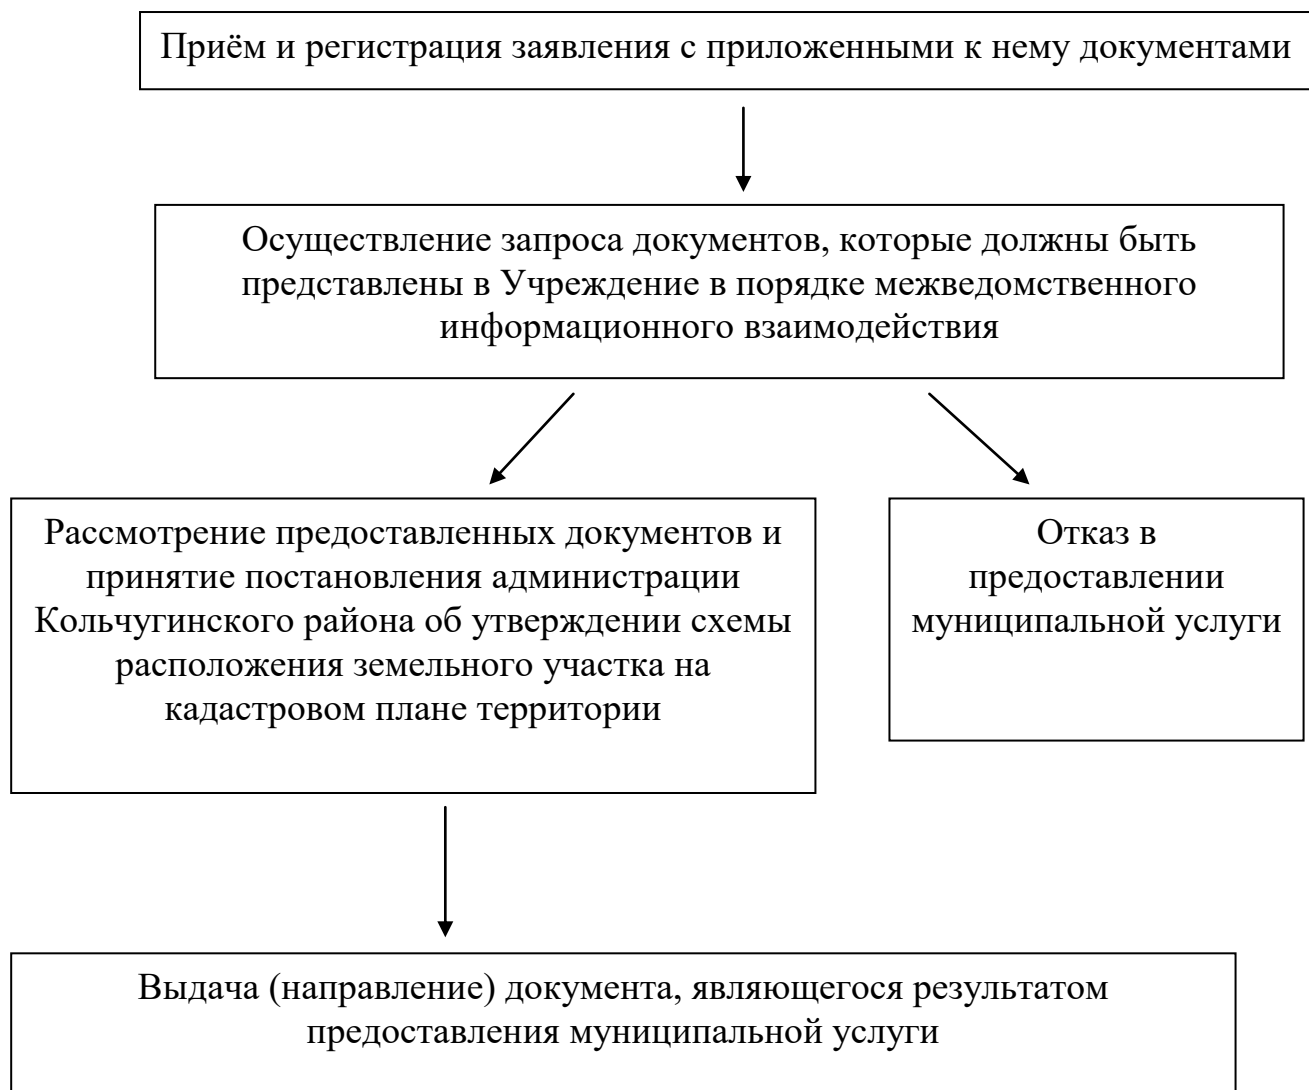 Приём и регистрация заявления с приложенными к нему документами
Осуществление запроса документов, которые должны быть
представлены в Учреждение в порядке межведомственного
информационного взаимодействия
Рассмотрение предоставленных документов и
принятие постановления администрации
Кольчугинского района об утверждении схемы
расположения земельного участка на
кадастровом плане территории
Отказ в
предоставлении
муниципальной услуги
Выдача (направление) документа, являющегося результатом
предоставления муниципальной услуги